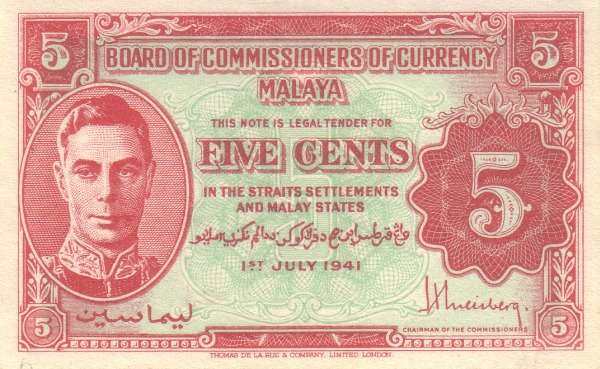 5 BOARD OF COMMISSIONERS OF CURRENCY 5
MALAYA
THIS NOTE IS LEGAL TENDER FOR
FIVE CENTS
5
IN THE STRAITS SETTLEMENTS
AND MALAY STATES
1ST JULY 1941
ليما سين
5
5
CHAIRMAN OF THE COMMISSIONERS
THOMAS DE LA RUE & COMPANY, LIMITED. LONDON.